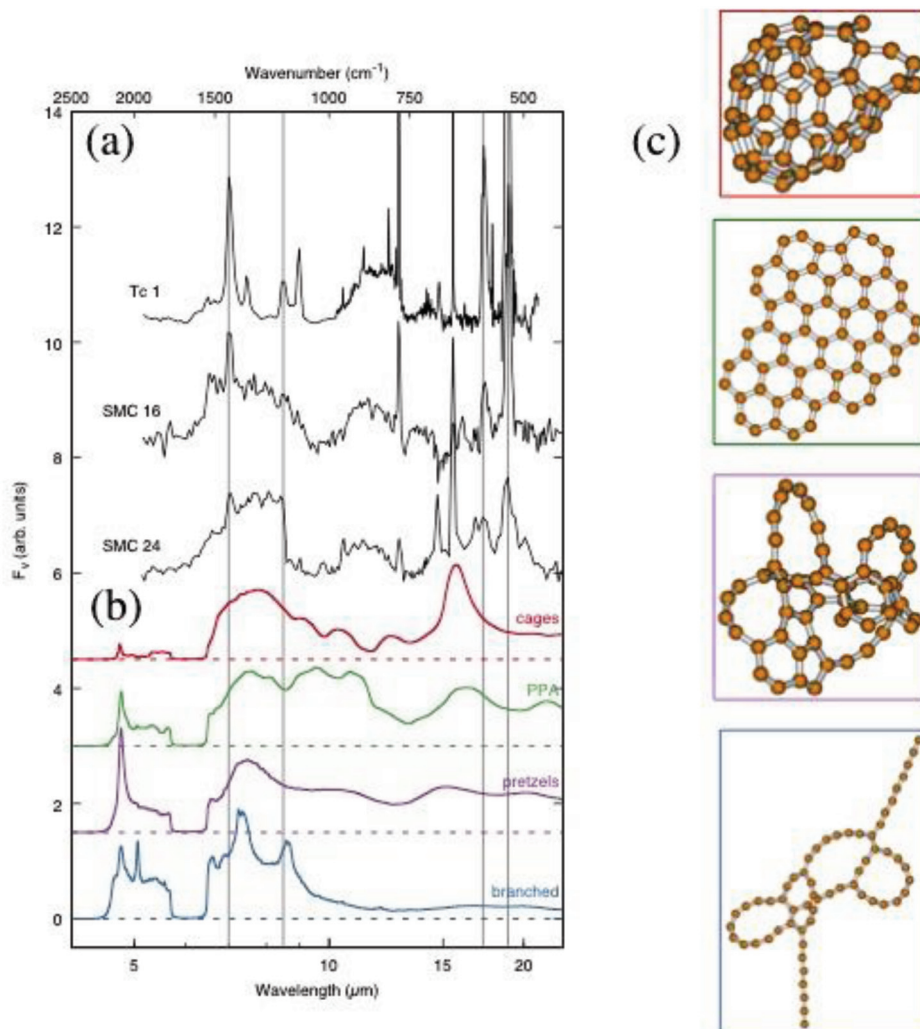 Wavenumber (cm⁻¹)
2500 2000 1500 1000 750 500
14
(a)
(c)
12
Tc 1
10
SMC 16
8
SMC 24
Fν (arb. units)
6
(b)
cages
4
PPA
pretzels
2
branched
0
5 10 15 20
Wavelength (μm)